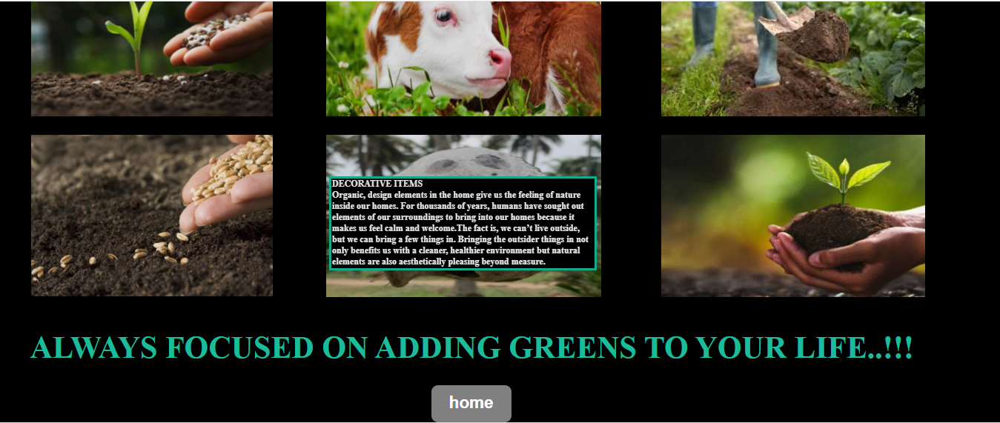 DECORATIVE ITEMS
Organic, design elements in the home give us the feeling of nature
inside our homes. For thousands of years, humans have sought out
elements of our surroundings to bring into our homes because it
makes us feel calm and welcome.The fact is, we can’t live outside,
but we can bring a few things in. Bringing the outsider things in not
only benefits us with a cleaner, healthier environment but natural
elements are also aesthetically pleasing beyond measure.
ALWAYS FOCUSED ON ADDING GREENS TO YOUR LIFE..!!!
home